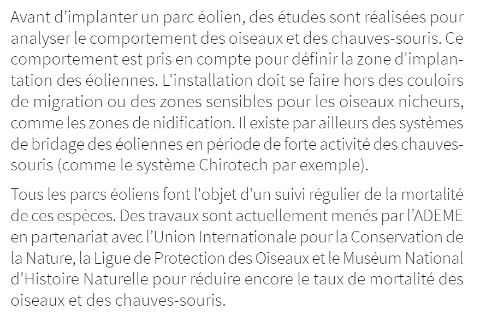 Avant d’implanter un parc éolien, des études sont réalisées pour
analyser le comportement des oiseaux et des chauves-souris. Ce
comportement est pris en compte pour définir la zone d'implan-
tation des éoliennes. L'installation doit se faire hors des couloirs
de migration ou des zones sensibles pour les oiseaux nicheurs,
comme les zones de nidification. Il existe par ailleurs des systèmes
de bridage des éoliennes en période de forte activité des chauves-
souris (comme le système Chirotech par exemple).
Tous les parcs éoliens font l'objet d'un suivi régulier de la mortalité
de ces espèces. Des travaux sont actuellement menés par l’ADEME
en partenariat avec l’Union Internationale pour la Conservation de
la Nature, la Ligue de Protection des Oiseaux et le Muséum National
d’Histoire Naturelle pour réduire encore le taux de mortalité des
oiseaux et des chauves-souris.